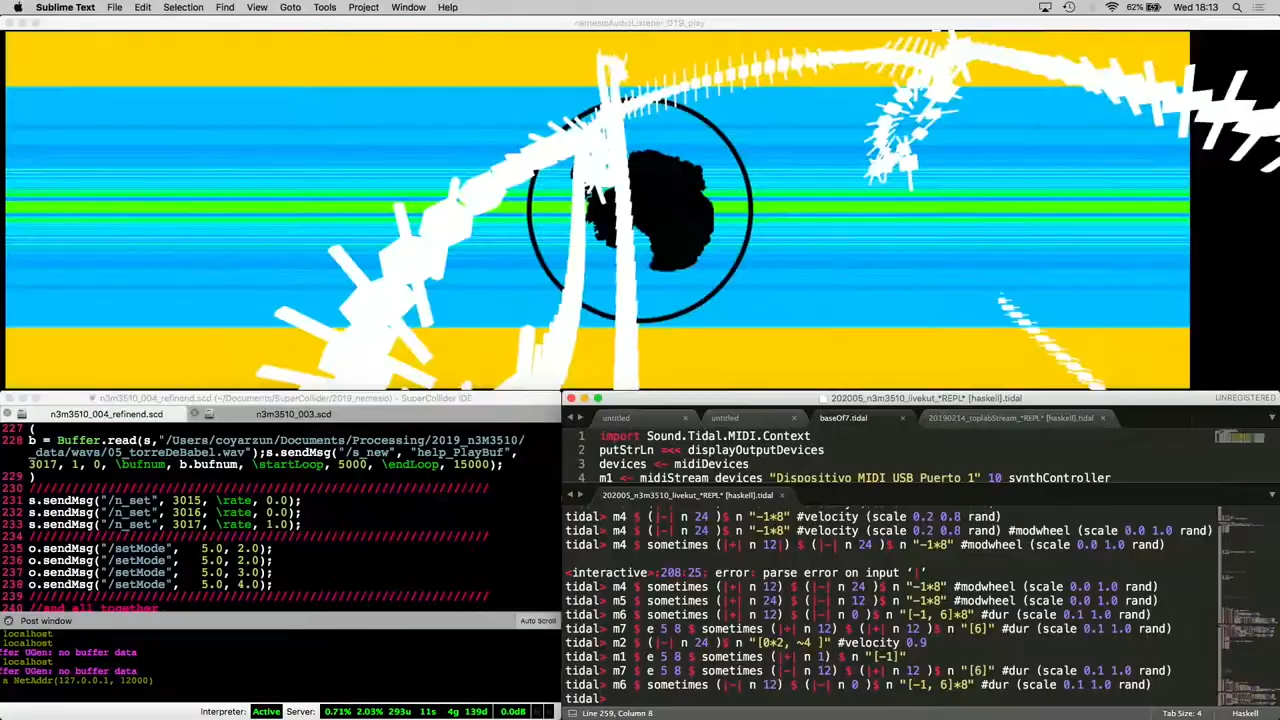 Sublime Text File Edit Selection Find View Goto Tools Project Window Help 62% Wed 18:13
nemesioAudioListener_019_play
n3m3510_004_refinend.scd (~/Documents/SuperCollider/2019_nemesio) - SuperCollider IDE
n3m3510_004_refinend.scd n3m3510_003.scd
227 (
228 b = Buffer.read(s,"/Users/coyarzun/Documents/Processing/2019_n3M3510/
_data/wavs/05_torreDeBabel.wav");s.sendMsg("/s_new", "help_PlayBuf",
3017, 1, 0, \bufnum, b.bufnum, \startLoop, 5000, \endLoop, 15000);
229 )
230 ////////////////////////////////////////////////////////////////
231 s.sendMsg("/n_set", 3015, \rate, 0.0);
232 s.sendMsg("/n_set", 3016, \rate, 0.0);
233 s.sendMsg("/n_set", 3017, \rate, 1.0);
234 ////////////////////////////////////////////////////////////////
235 o.sendMsg("/setMode", 5.0, 2.0);
236 o.sendMsg("/setMode", 5.0, 2.0);
237 o.sendMsg("/setMode", 5.0, 3.0);
238 o.sendMsg("/setMode", 5.0, 4.0);
239 ////////////////////////////////////////////////////////////////
240 //and all together
Post window Auto Scroll
localhost
localhost
ffer UGen: no buffer data
localhost
ffer UGen: no buffer data
s NetAddr(127.0.0.1, 12000)
Interpreter: Active Server: 0.71% 2.03% 293u 11s 4g 139d 0.0dB
202005_n3m3510_livekut_*REPL* [haskell].tidal UNREGISTERED
untitled untitled baseOf7.tidal 20190214_toplabStream_*REPL* [haskell].tidal
1 import Sound.Tidal.MIDI.Context
2 putStrLn =<< displayOutputDevices
3 devices <- midiDevices
4 m1 <- midiStream devices "Dispositivo MIDI USB Puerto 1" 10 synthController
202005_n3m3510_livekut_*REPL* [haskell].tidal
tidal> m4 $ (|-| n 24 )$ n "-1*8" #velocity (scale 0.2 0.8 rand)
tidal> m4 $ (|-| n 24 )$ n "-1*8" #velocity (scale 0.2 0.8 rand) #modwheel (scale 0.0 1.0 rand)
tidal> m4 $ sometimes (|+| n 12|) $ (|-| n 24 )$ n "-1*8" #modwheel (scale 0.0 1.0 rand)
<interactive>:208:25: error: parse error on input ‘|’
tidal> m4 $ sometimes (|+| n 12) $ (|-| n 24 )$ n "-1*8" #modwheel (scale 0.0 1.0 rand)
tidal> m5 $ sometimes (|+| n 24) $ (|-| n 12 )$ n "-1*8" #modwheel (scale 0.0 1.0 rand)
tidal> m6 $ sometimes (|+| n 12) $ (|-| n 0 )$ n "[-1, 6]*8" #dur (scale 0.1 1.0 rand)
tidal> m7 $ e 5 8 $ sometimes (|+| n 12) $ (|+| n 12 )$ n "[6]" #dur (scale 0.1 1.0 rand)
tidal> m2 $ (|-| n 12 )$ n "[0*2, ~4 ]" #velocity 0.9
tidal> m1 $ e 5 8 $ sometimes (|+| n 1) $ n "[-1]"
tidal> m7 $ e 5 8 $ sometimes (|-| n 12) $ (|+| n 12 )$ n "[6]" #dur (scale 0.1 1.0 rand)
tidal> m6 $ sometimes (|-| n 12) $ (|-| n 0 )$ n "[-1, 6]*8" #dur (scale 0.1 1.0 rand)
tidal>
Line 259, Column 8 Tab Size: 4 Haskell